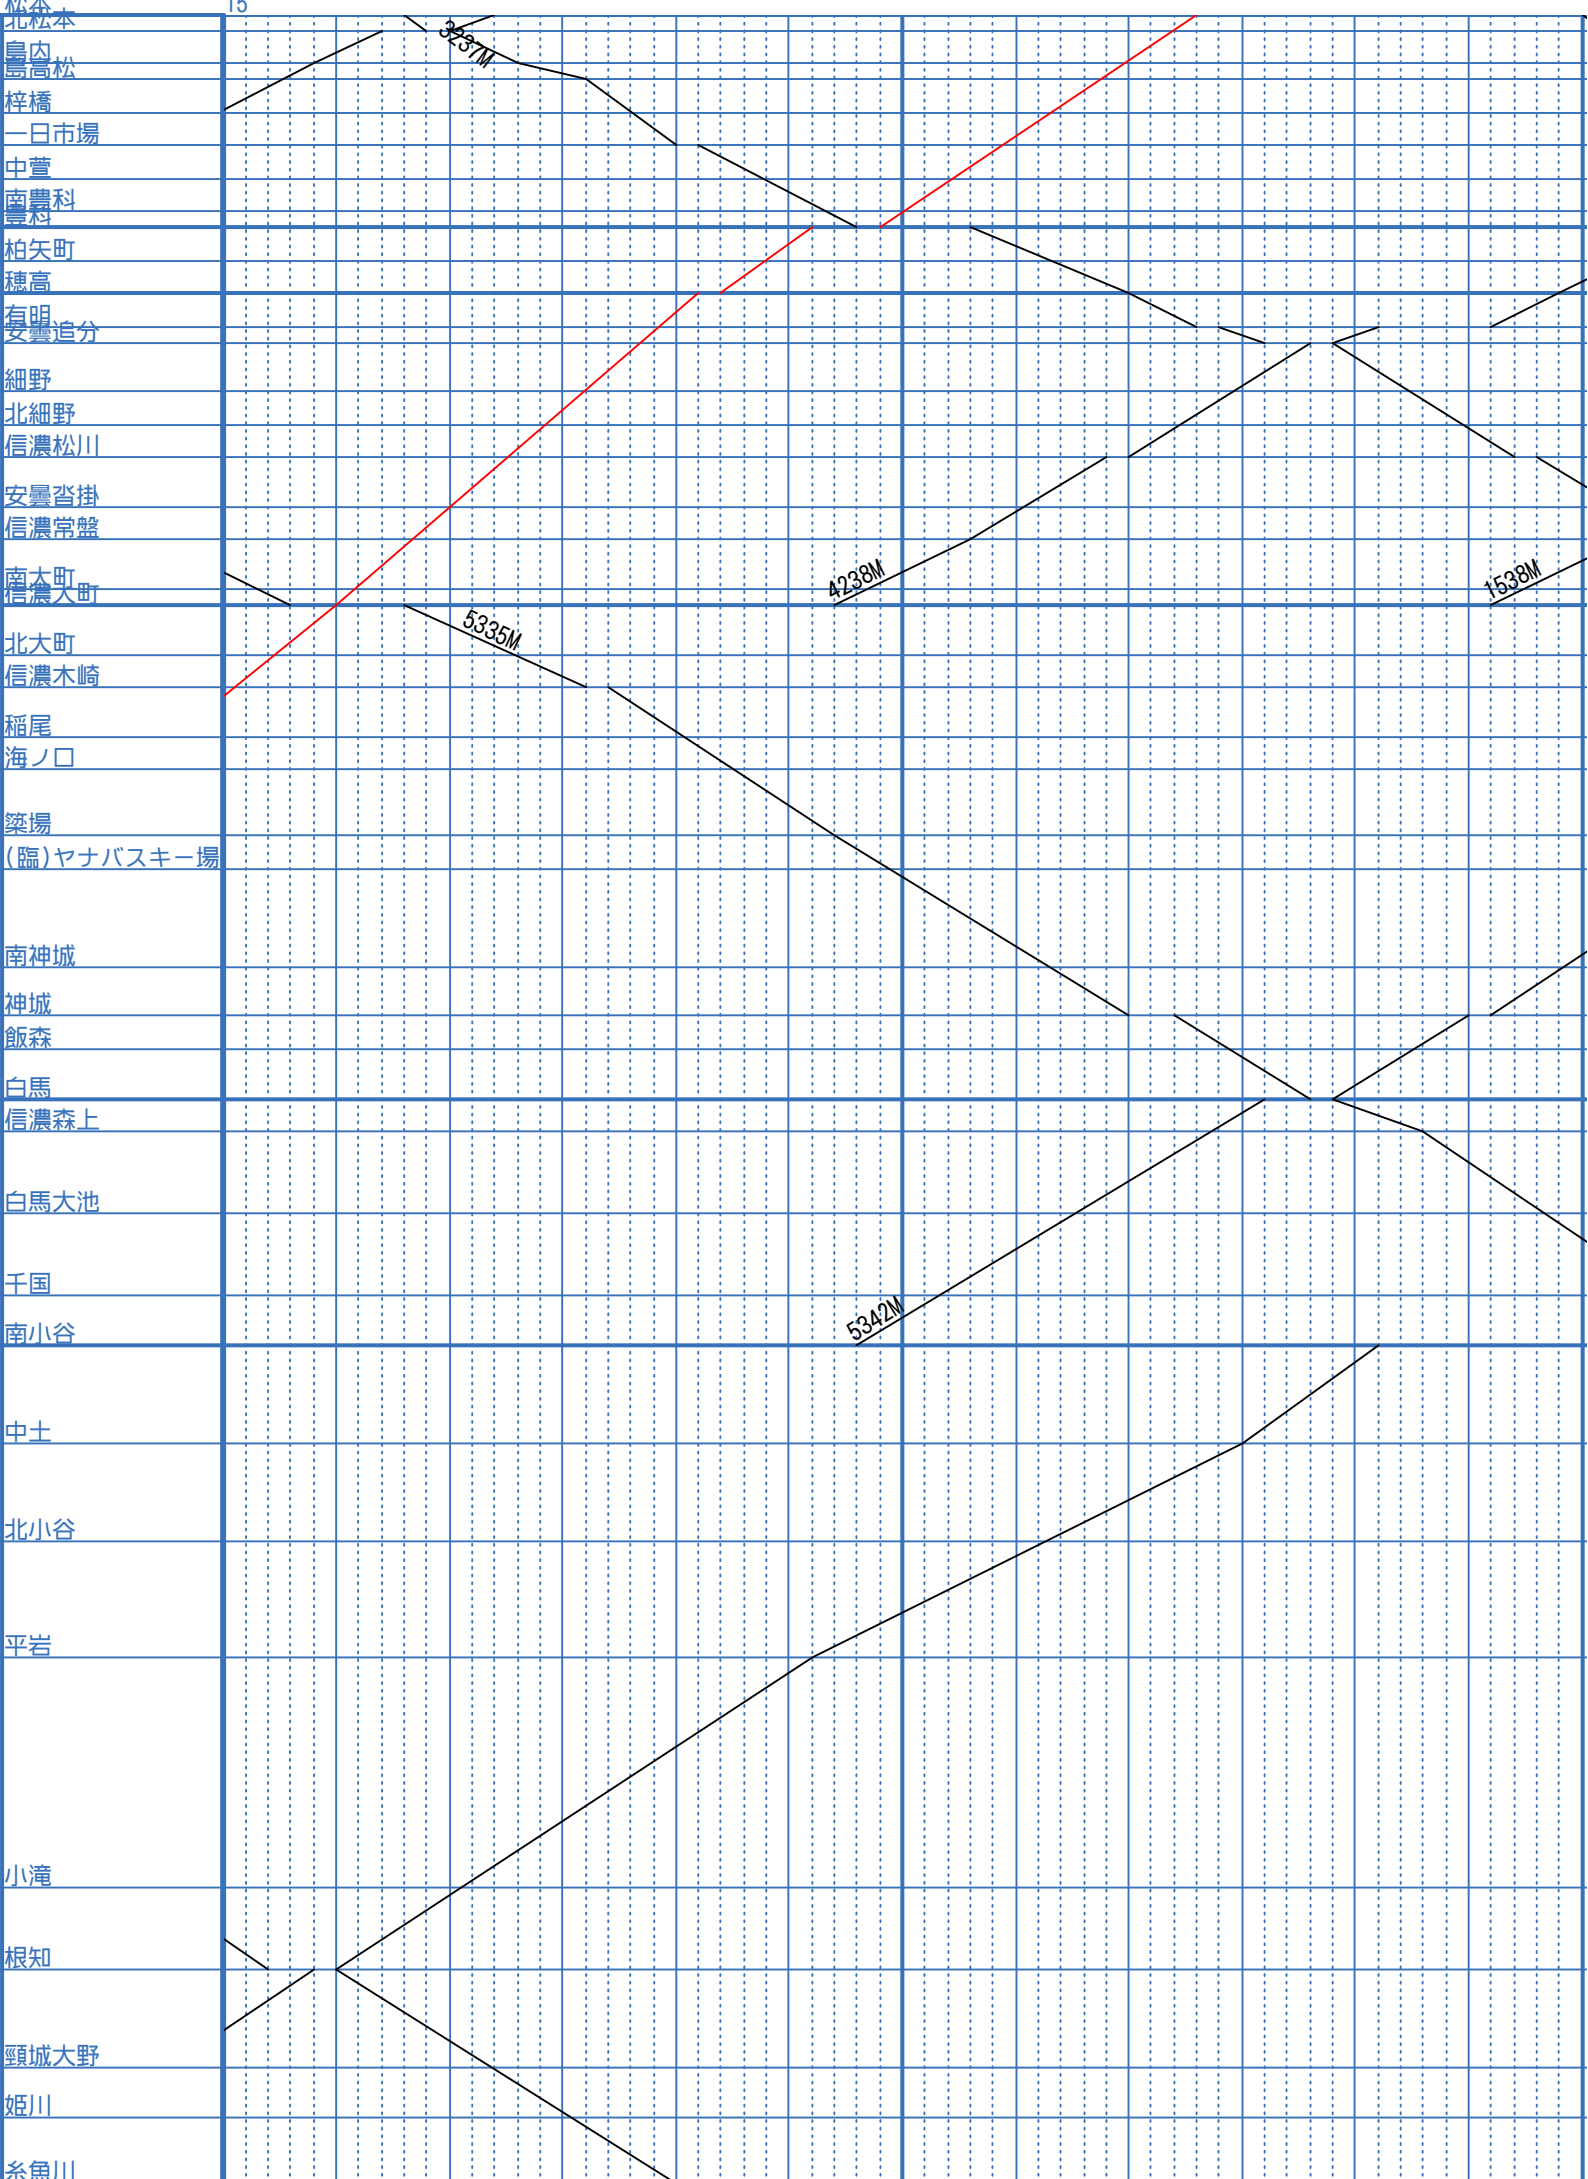 松本
15
北松本
3237M
島内
島高松
梓橋
一日市場
中萱
南豊科
豊科
柏矢町
穂高
有明
安曇追分
細野
北細野
信濃松川
安曇沓掛
信濃常盤
南大町
4238M
1538M
信濃大町
5335M
北大町
信濃木崎
稲尾
海ノ口
簗場
(臨)ヤナバスキー場
南神城
神城
飯森
白馬
信濃森上
白馬大池
千国
5342M
南小谷
中土
北小谷
平岩
小滝
根知
頸城大野
姫川
糸魚川